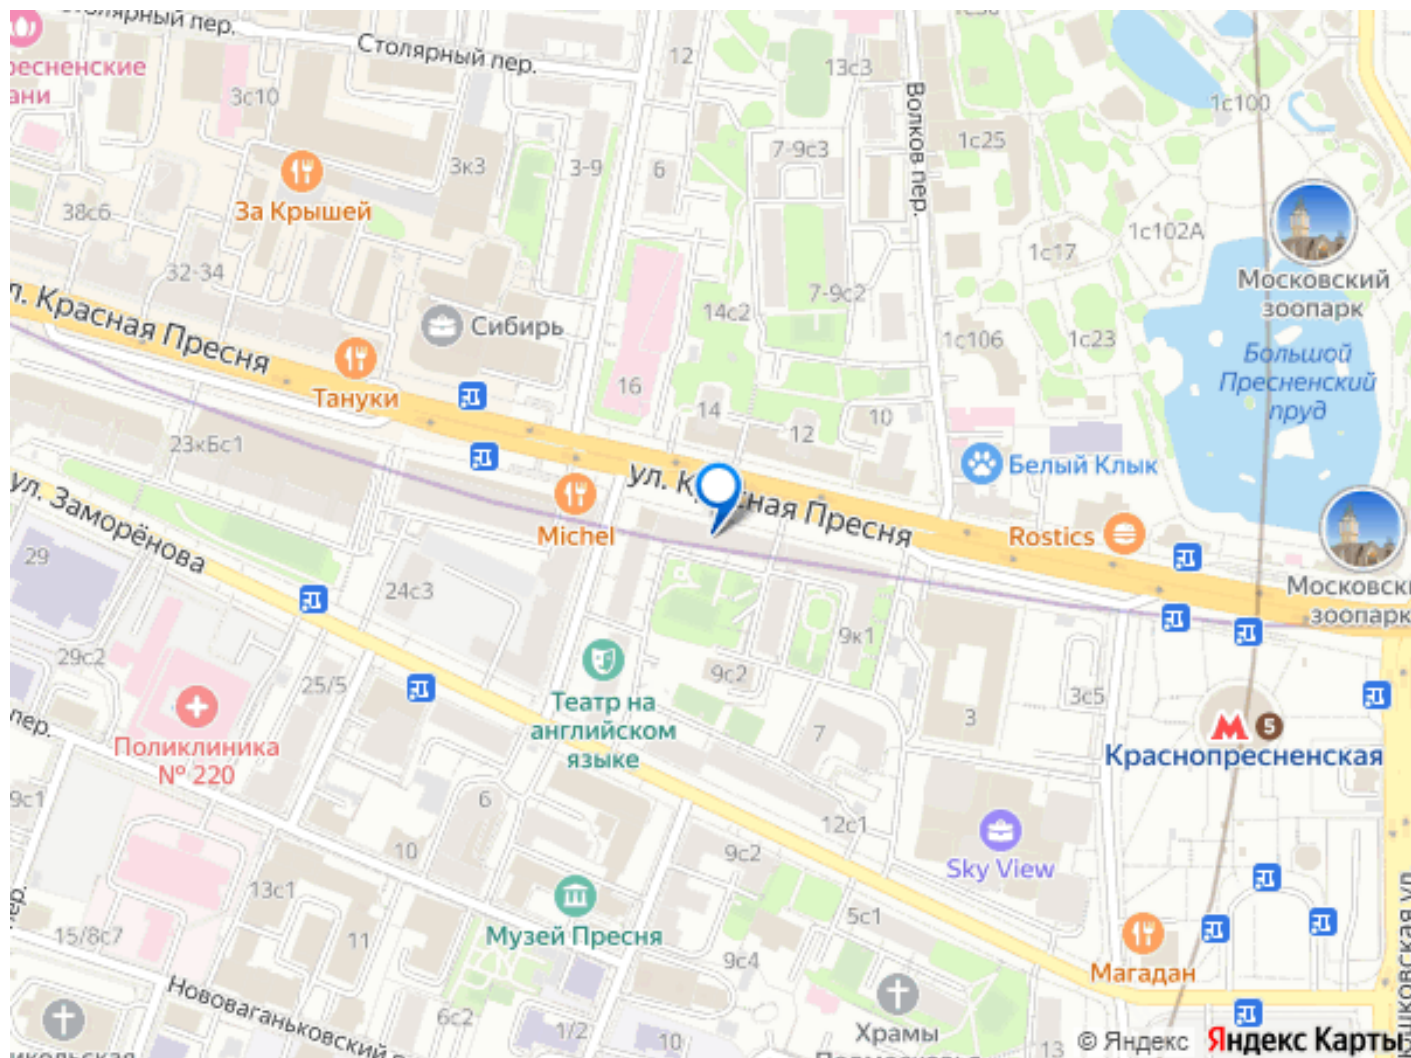 Столярный пер.
Столярный пер.
12
13с3
1с100
3с10
3к3
3-9
6
7-9с3
Волков пер.
1с25
За Крышей
38с6
32-34
1с17
1с102А
Московский
зоопарк
7-9с2
14с2
1с106
1с23
Большой
Пресненский
пруд
ул. Красная Пресня
Сибирь
Тануки
16
14
12
10
23кБс1
Белый Клык
ул. Заморёнова
Michel
Rostics
29
24с3
Московск
зоопарк
29с2
25/5
9с2
9к1
3с5
3
7
пер.
Поликлиника
№ 220
Театр на
английском
языке
5
Краснопресненская
9с1
6
12с1
10
9с2
Sky View
13с1
5с1
15/8с7
11
Музей Пресня
9с4
Магадан
Нововаганьковский
6с2
1/2
10
Храмы
13
© Яндекс
Яндекс Карты